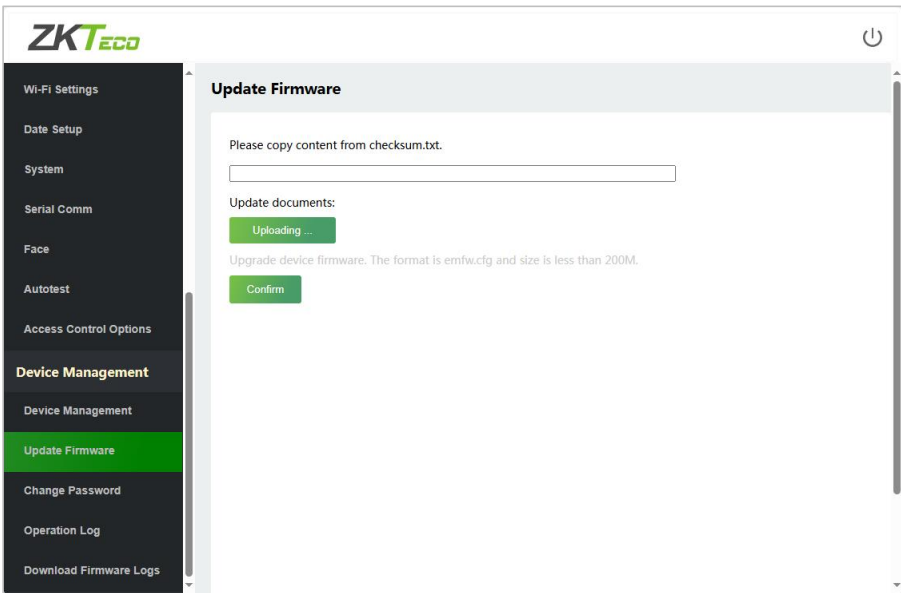 ZKTeco
Wi-Fi Settings
Date Setup
System
Serial Comm
Face
Autotest
Access Control Options
Device Management
Device Management
Update Firmware
Change Password
Operation Log
Download Firmware Logs
Update Firmware
Please copy content from checksum.txt.
Update documents:
Uploading ...
Upgrade device firmware. The format is emfw.cfg and size is less than 200M.
Confirm